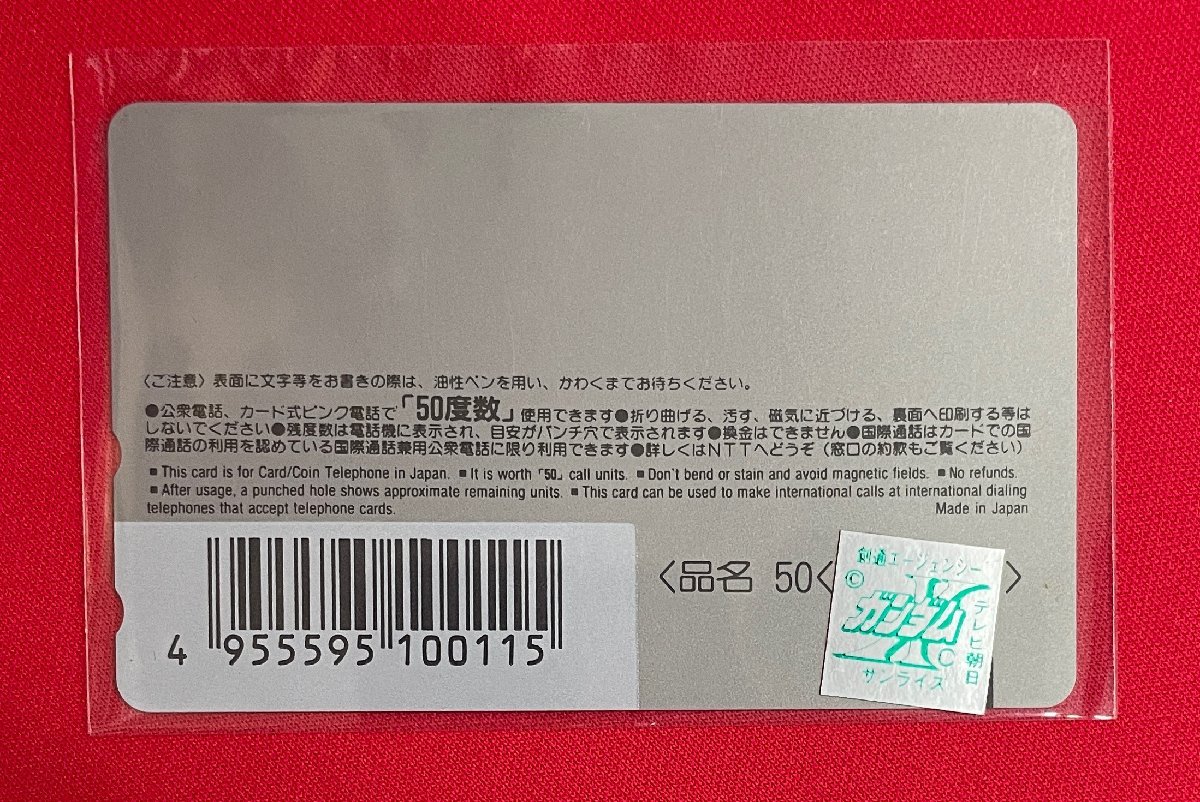 〈ご注意〉表面に文字等をお書きの際は、油性ペンを用い、かわくまでお待ちください。
●公衆電話、カード式ピンク電話で「50度数」使用できます●折り曲げる、汚す、磁気に近づける、裏面へ印刷する等は
しないでください●残度数は電話機に表示され、目安がパンチ穴で表示されます●換金はできません●国際通話はカードでの国
際通話の利用を認めている国際通話兼用公衆電話に限り利用できます●詳しくはNTTへどうぞ（窓口の約款もご覧ください）
■ This card is for Card/Coin Telephone in Japan. ■ It is worth「50」call units. ■ Don't bend or stain and avoid magnetic fields. ■ No refunds.
■ After usage, a punched hole shows approximate remaining units. ■ This card can be used to make international calls at international dialing
telephones that accept telephone cards. Made in Japan
〈品名 50〈 〉
4 955595 100115
創通エージェンシー
©
ガンダム
テレビ朝日
サンライズ